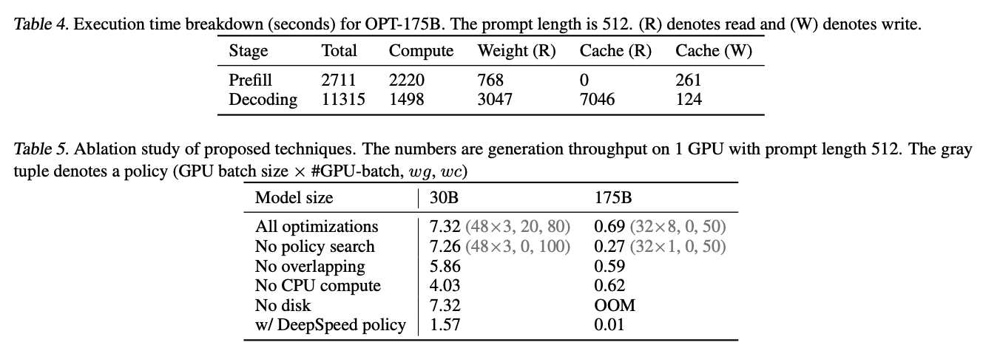 Table 4. Execution time breakdown (seconds) for OPT-175B. The prompt length is 512. (R) denotes read and (W) denotes write.
Stage Total Compute Weight (R) Cache (R) Cache (W)
Prefill 2711 2220 768 0 261
Decoding 11315 1498 3047 7046 124
Table 5. Ablation study of proposed techniques. The numbers are generation throughput on 1 GPU with prompt length 512. The gray
tuple denotes a policy (GPU batch size × #GPU-batch, wg, wc)
Model size 30B 175B
All optimizations 7.32 (48×3, 20, 80) 0.69 (32×8, 0, 50)
No policy search 7.26 (48×3, 0, 100) 0.27 (32×1, 0, 50)
No overlapping 5.86 0.59
No CPU compute 4.03 0.62
No disk 7.32 OOM
w/ DeepSpeed policy 1.57 0.01